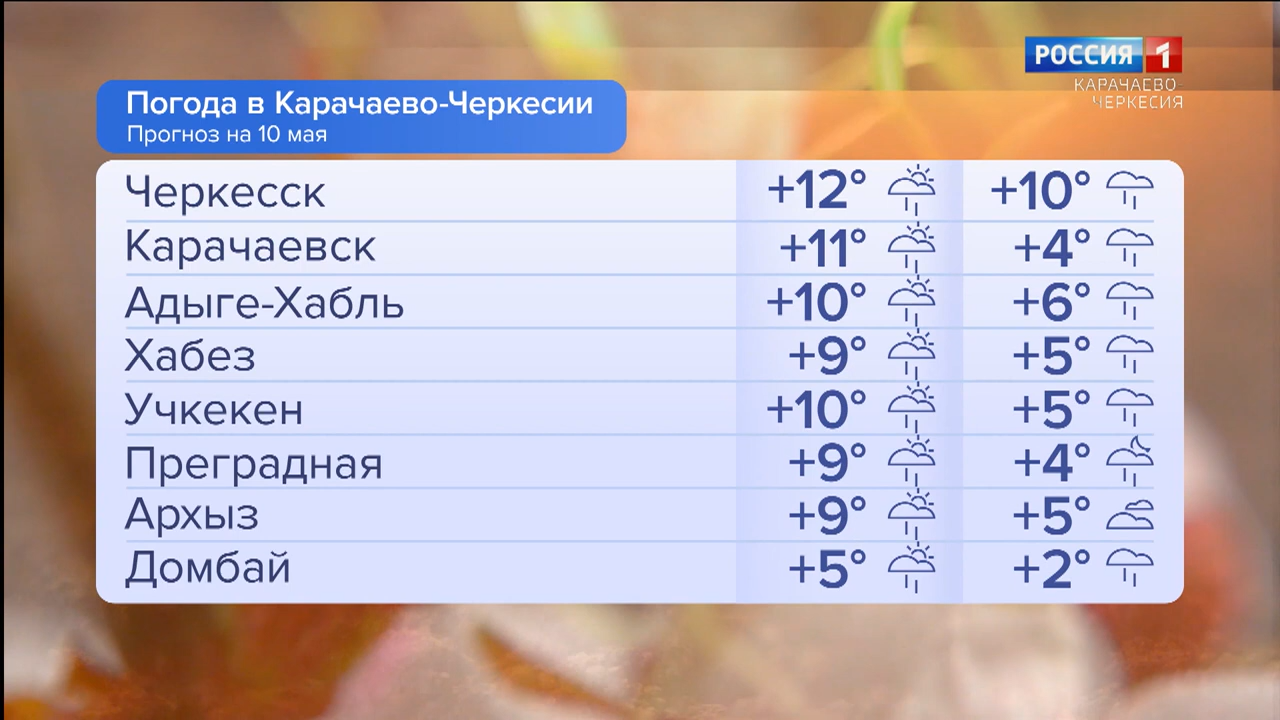 РОССИЯ 1
КАРАЧАЕВО-
ЧЕРКЕСИЯ
Погода в Карачаево-Черкесии
Прогноз на 10 мая
Черкесск +12° +10°
Карачаевск +11° +4°
Адыге-Хабль +10° +6°
Хабез +9° +5°
Учкекен +10° +5°
Преградная +9° +4°
Архыз +9° +5°
Домбай +5° +2°